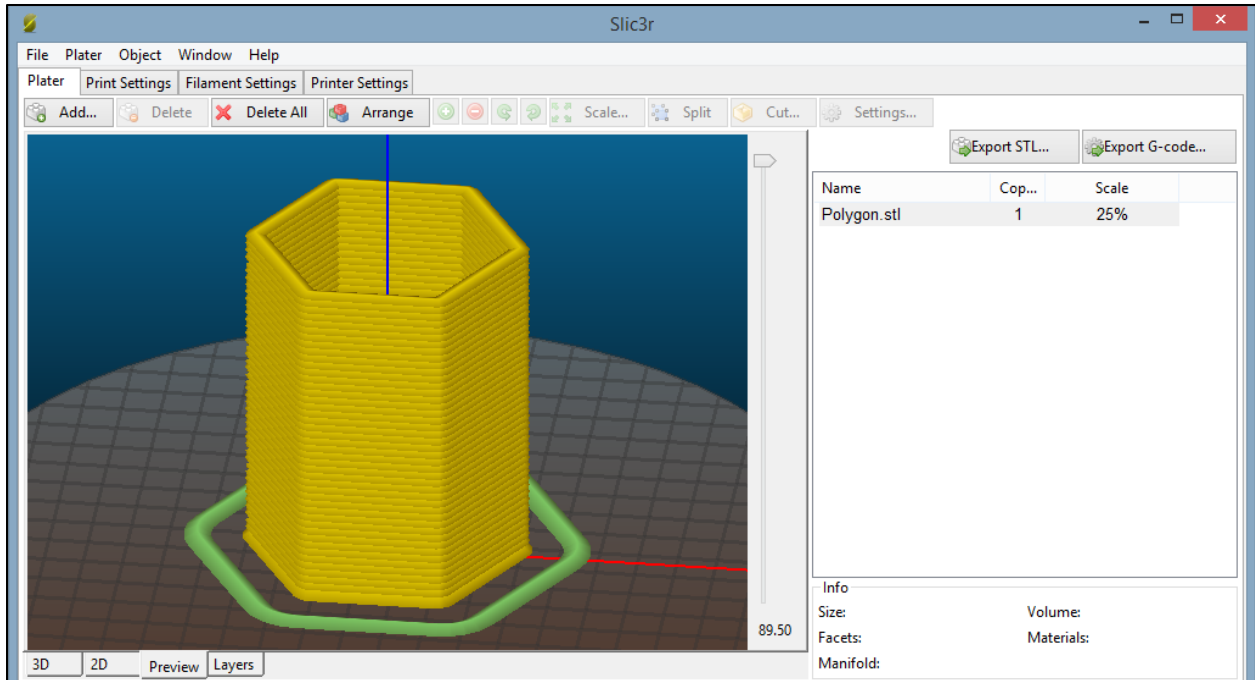 Slic3r
File Plater Object Window Help
Plater Print Settings Filament Settings Printer Settings
Add... Delete Delete All Arrange Scale... Split Cut... Settings...
Export STL... Export G-code...
Name Cop... Scale
Polygon.stl 1 25%
89.50
Info
Size: Volume:
Facets: Materials:
Manifold:
3D 2D Preview Layers